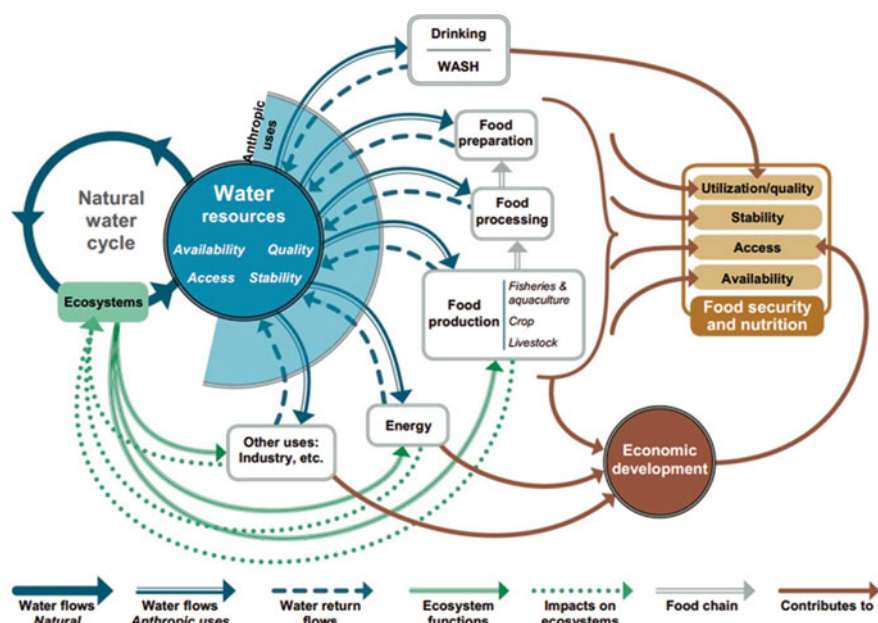 Drinking
WASH
Anthropic
uses
Food
preparation
Natural
water
cycle
Water
resources
Availability Quality
Access Stability
Food
processing
Utilization/quality
Stability
Access
Availability
Food security
and nutrition
Ecosystems
Food
production
Fisheries &
aquaculture
Crop
Livestock
Other uses:
Industry, etc.
Energy
Economic
development
Water flows
Natural
Water flows
Anthropic uses
Water return
flows
Ecosystem
functions
Impacts on
ecosystems
Food chain
Contributes to